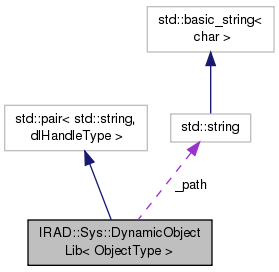 std::basic_string<
char >
std::pair< std::string,
dlHandleType >
std::string
_path
IRAD::Sys::DynamicObject
Lib< ObjectType >